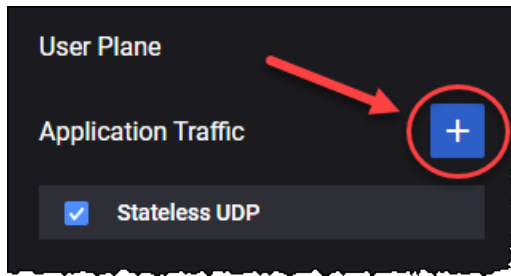 User Plane
Application Traffic
+
Stateless UDP